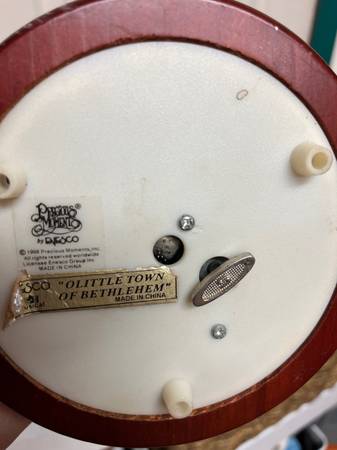 PRECIOUS MOMENTS®
by ENESCO
© 1998 Precious Moments, Inc.
All rights reserved worldwide
Licensee Enesco Group Inc
MADE IN CHINA
"OLITTLE TOWN
OF BETHLEHEM"
MADE IN CHINA